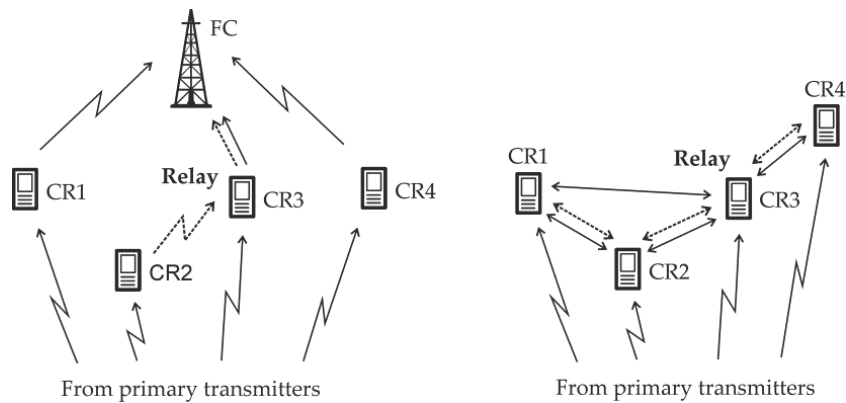 FC
Relay
CR1
CR3
CR4
CR2
From primary transmitters
CR4
CR1
Relay
CR3
CR2
From primary transmitters